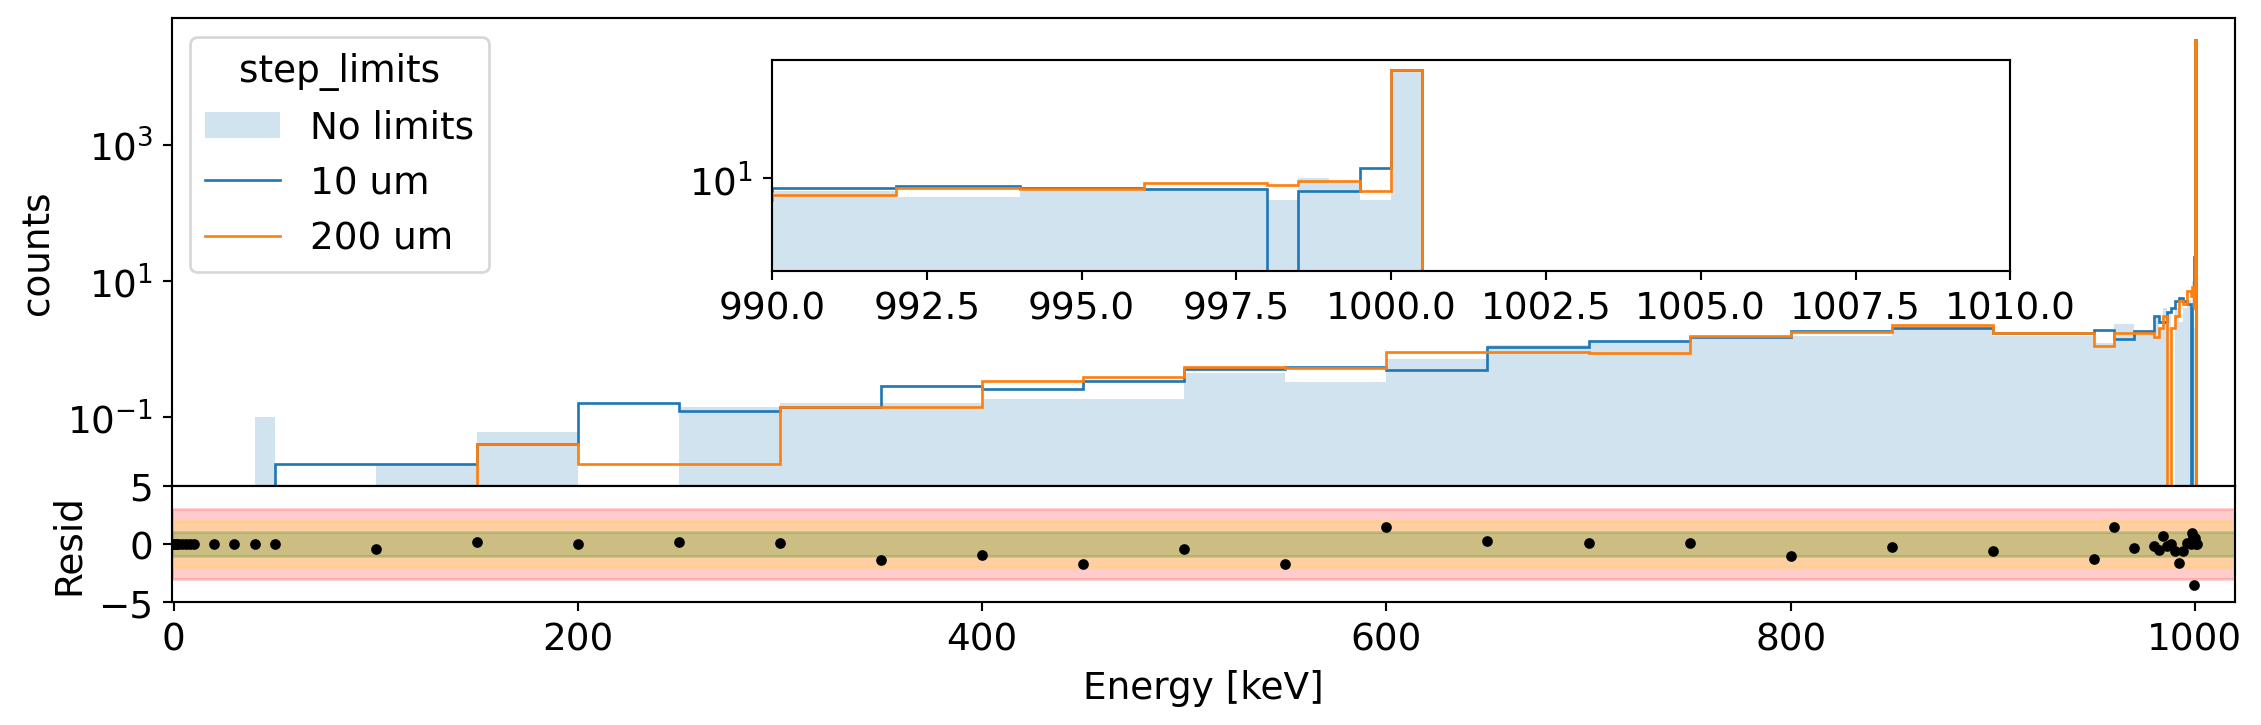 step_limits
No limits
10 um
200 um
counts
10³
10¹
10⁻¹
10¹
990.0 992.5 995.0 997.5 1000.0 1002.5 1005.0 1007.5 1010.0
Resid
5
0
−5
0 200 400 600 800 1000
Energy [keV]